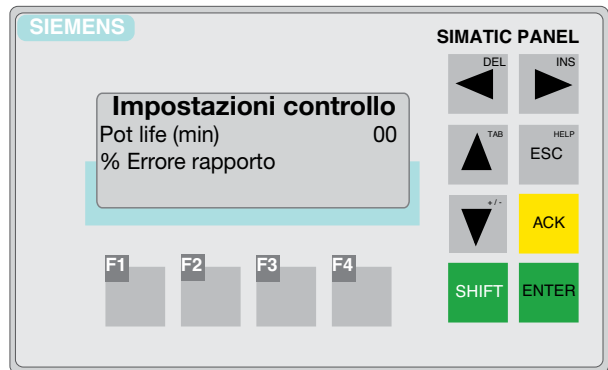 SIEMENS
SIMATIC PANEL
Impostazioni controllo
Pot life (min) 00
% Errore rapporto
F1 F2 F3 F4
DEL INS
TAB HELP
ESC
+ / -
ACK
SHIFT ENTER